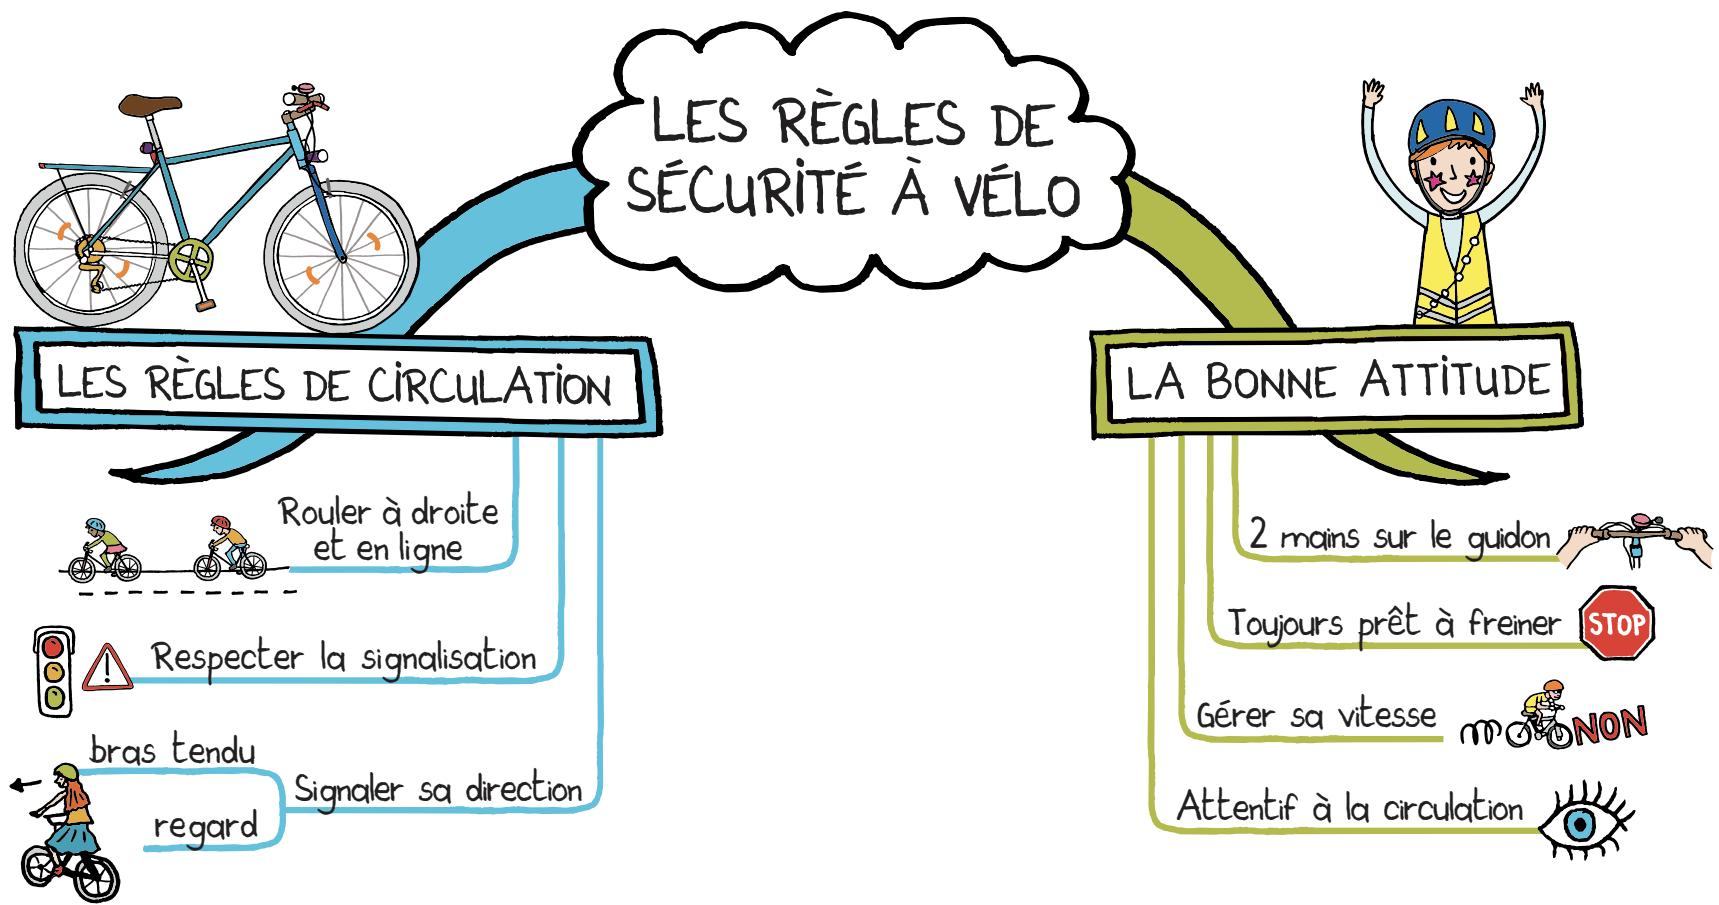 LES RÈGLES DE
SÉCURITÉ À VÉLO
LES RÈGLES DE CIRCULATION
Rouler à droite
et en ligne
Respecter la signalisation
Signaler sa direction
bras tendu
regard
LA BONNE ATTITUDE
2 mains sur le guidon
Toujours prêt à freiner
STOP
Gérer sa vitesse
NON
Attentif à la circulation